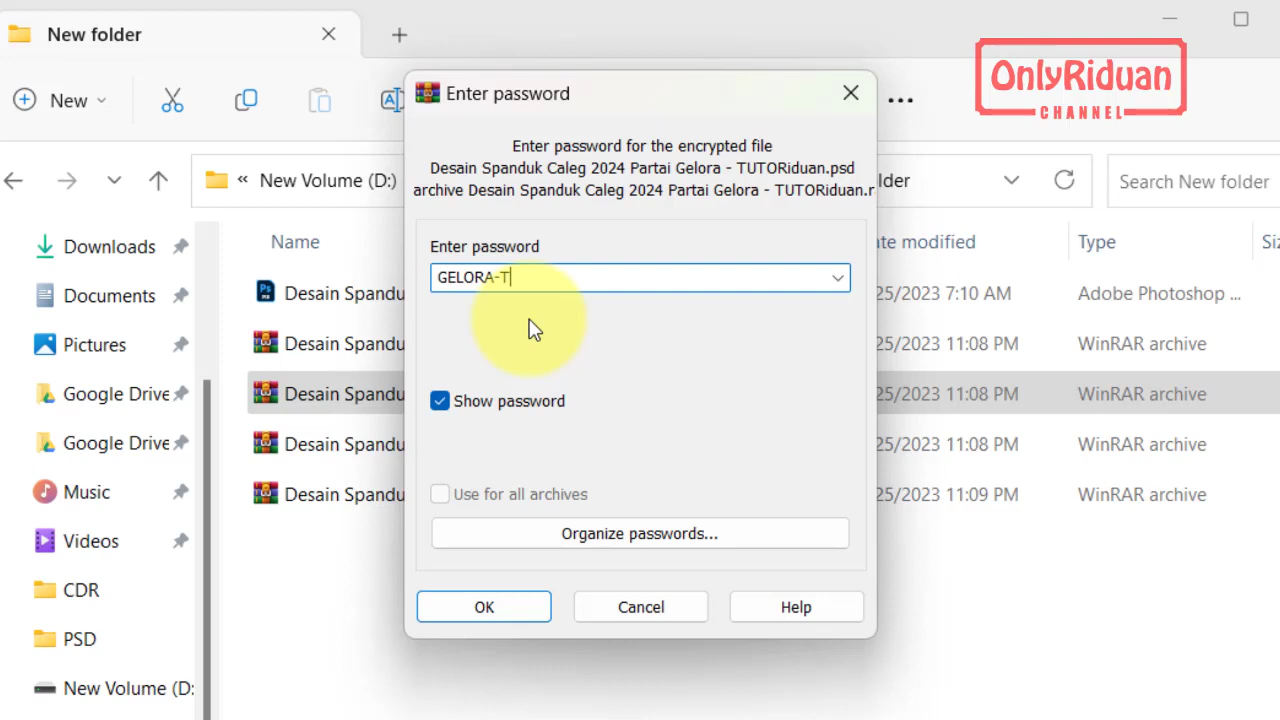 New folder
OnlyRiduan
CHANNEL
New
Enter password
Enter password for the encrypted file
Desain Spanduk Caleg 2024 Partai Gelora - TUTORiduan.psd
archive Desain Spanduk Caleg 2024 Partai Gelora - TUTORiduan.r
« New Volume (D:)
lder
Search New folder
Name
ate modified
Type
Siz
Enter password
GELORA-T
Show password
Use for all archives
Organize passwords...
OK
Cancel
Help
Downloads
Documents
Pictures
Google Drive
Google Drive
Music
Videos
CDR
PSD
New Volume (D:
Desain Spandu
25/2023 7:10 AM
Adobe Photoshop ...
Desain Spandu
25/2023 11:08 PM
WinRAR archive
Desain Spandu
25/2023 11:08 PM
WinRAR archive
Desain Spandu
25/2023 11:08 PM
WinRAR archive
Desain Spandu
25/2023 11:09 PM
WinRAR archive